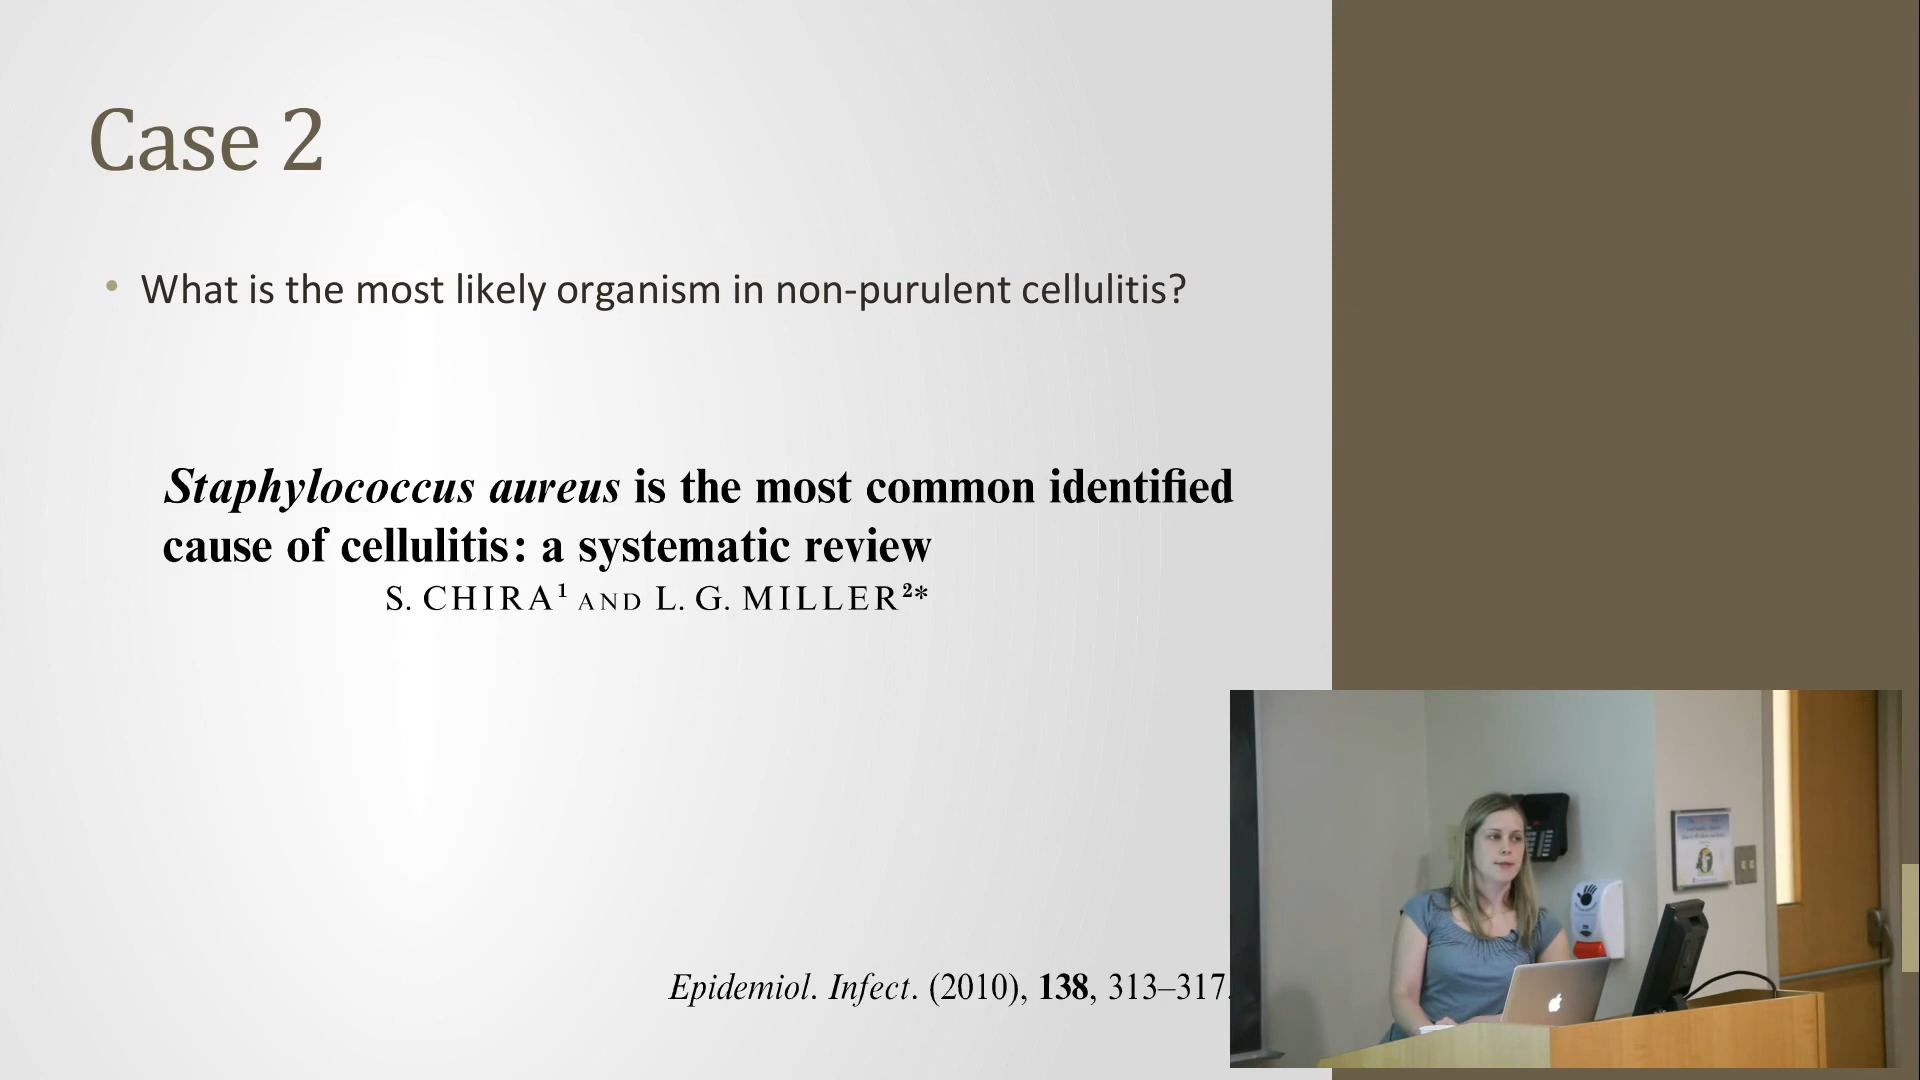 Case 2
• What is the most likely organism in non-purulent cellulitis?
Staphylococcus aureus is the most common identified
cause of cellulitis: a systematic review
S. CHIRA¹ AND L. G. MILLER²*
Epidemiol. Infect. (2010), 138, 313–317.